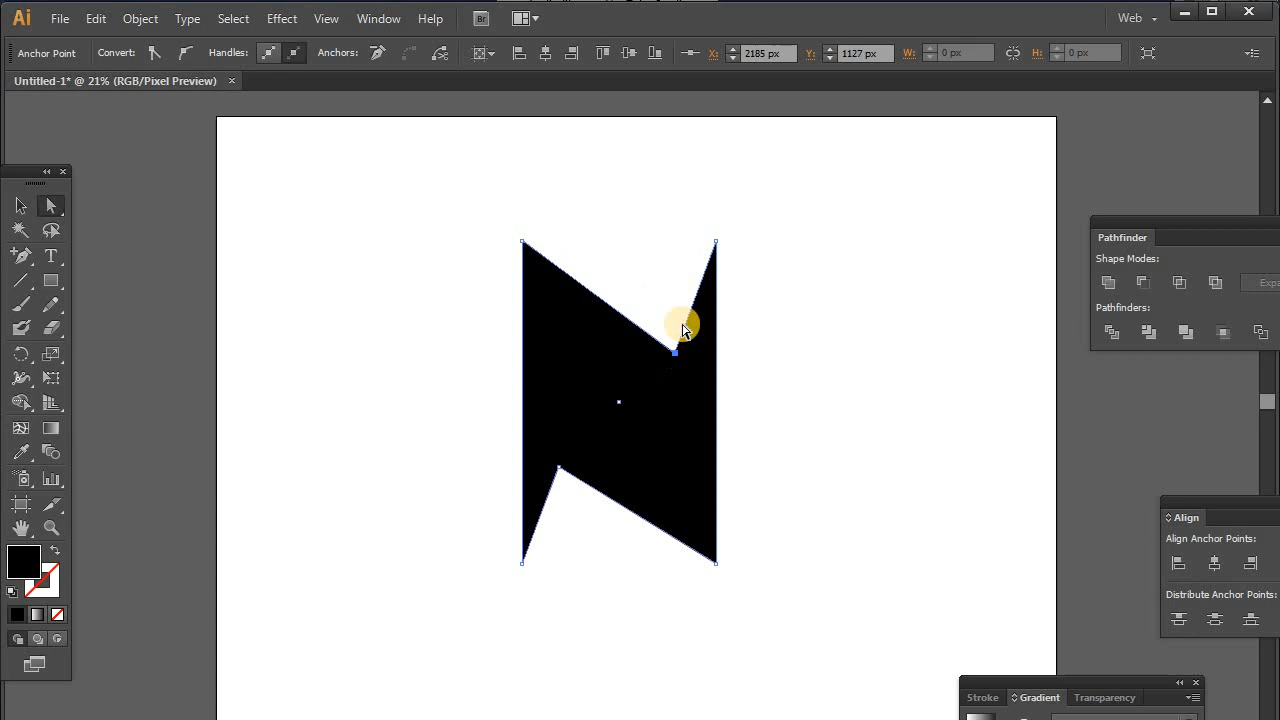 Ai File Edit Object Type Select Effect View Window Help Br Web
Anchor Point Convert: Handles: Anchors: X: 2185 px Y: 1127 px W: 0 px H: 0 px
Untitled-1* @ 21% (RGB/Pixel Preview)
T
Pathfinder
Shape Modes:
Expa
Pathfinders:
Align
Align Anchor Points:
Distribute Anchor Points:
Stroke Gradient Transparency